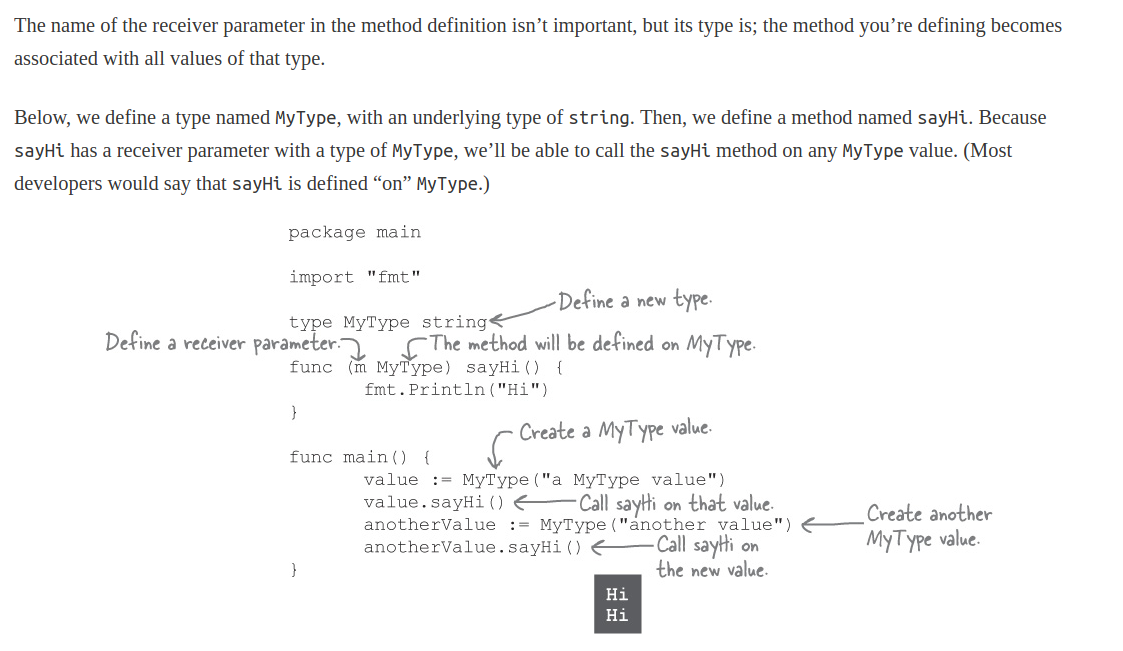 The name of the receiver parameter in the method definition isn’t important, but its type is; the method you’re defining becomes
associated with all values of that type.
Below, we define a type named MyType, with an underlying type of string. Then, we define a method named sayHi. Because
sayHi has a receiver parameter with a type of MyType, we’ll be able to call the sayHi method on any MyType value. (Most
developers would say that sayHi is defined “on” MyType.)
package main
import "fmt"
Define a new type.
type MyType string
Define a receiver parameter.
The method will be defined on MyType.
func (m MyType) sayHi() {
fmt.Println("Hi")
}
Create a MyType value.
func main() {
value := MyType("a MyType value")
value.sayHi()
Call sayHi on that value.
anotherValue := MyType("another value")
Create another
MyType value.
anotherValue.sayHi()
Call sayHi on
the new value.
}
Hi
Hi